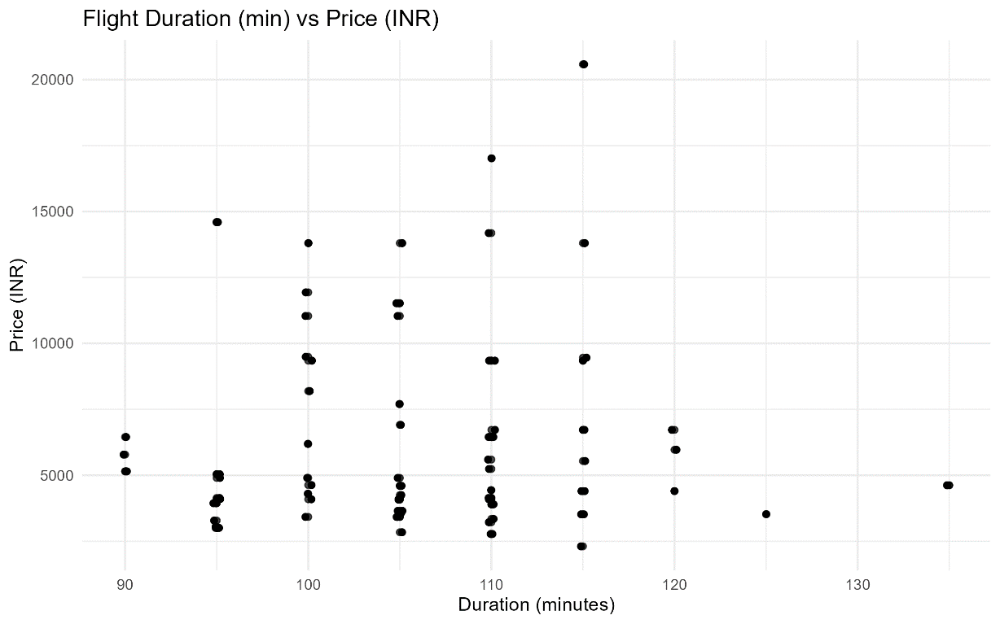 Flight Duration (min) vs Price (INR)
20000
15000
10000
5000
Price (INR)
90 100 110 120 130
Duration (minutes)